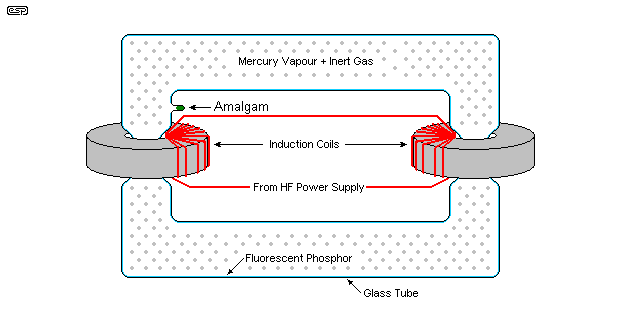 esp
Mercury Vapour + Inert Gas
Amalgam
Induction Coils
From HF Power Supply
Fluorescent Phosphor
Glass Tube